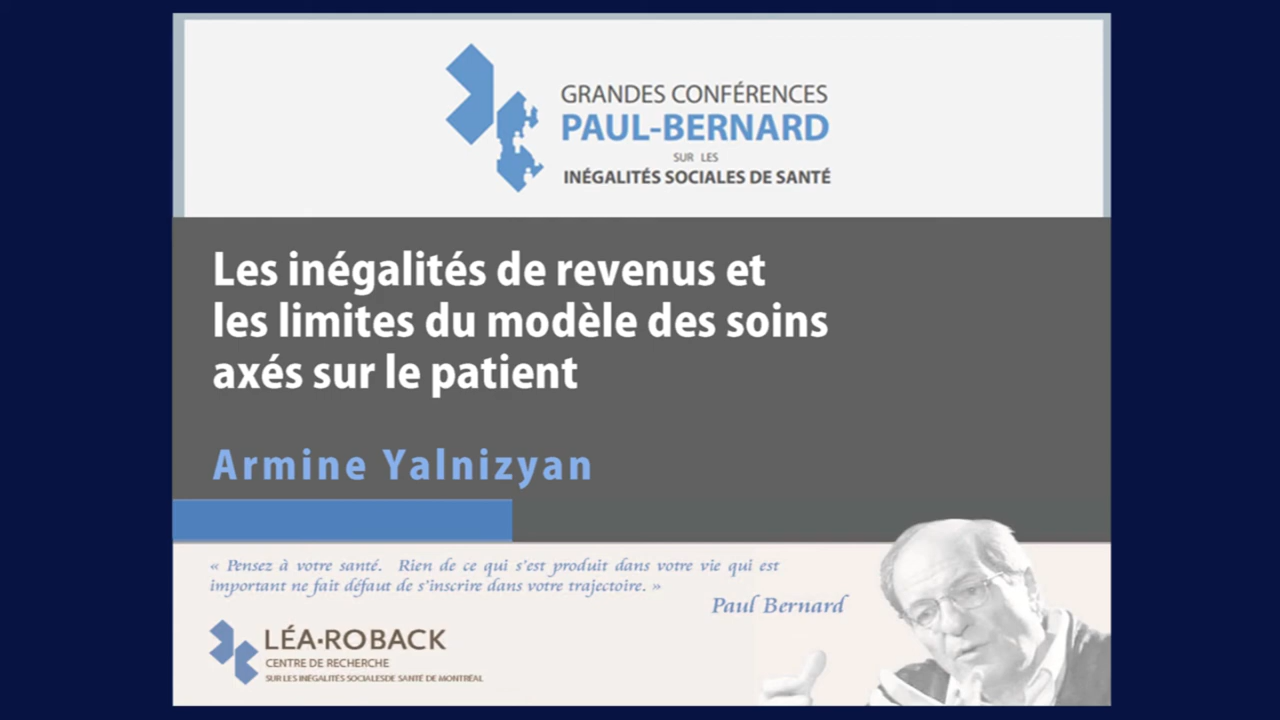 GRANDES CONFÉRENCES
PAUL-BERNARD
SUR LES
INÉGALITÉS SOCIALES DE SANTÉ
Les inégalités de revenus et
les limites du modèle des soins
axés sur le patient
Armine Yalnizyan
« Pensez à votre santé. Rien de ce qui s'est produit dans votre vie qui est
important ne fait défaut de s'inscrire dans votre trajectoire. »
Paul Bernard
LÉA·ROBACK
CENTRE DE RECHERCHE
SUR LES INÉGALITÉS SOCIALESDE SANTÉ DE MONTRÉAL